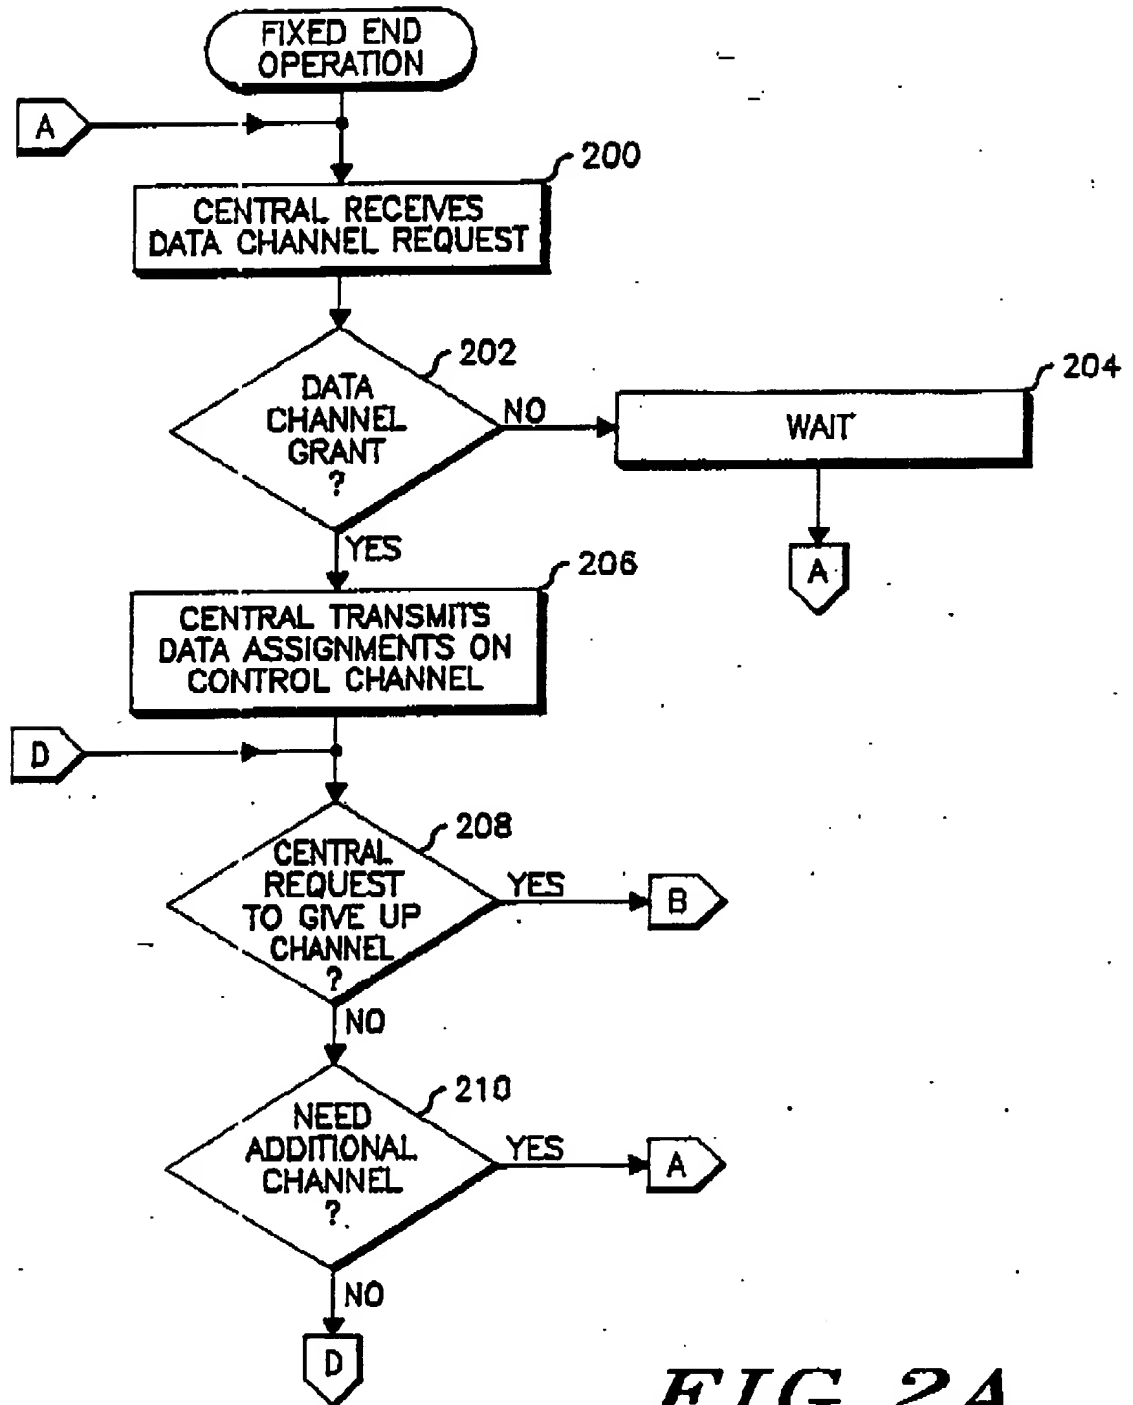 FIXED END
OPERATION
A
200
CENTRAL RECEIVES
DATA CHANNEL REQUEST
202
DATA
CHANNEL
GRANT
?
NO
204
WAIT
A
YES
206
CENTRAL TRANSMITS
DATA ASSIGNMENTS ON
CONTROL CHANNEL
D
208
CENTRAL
REQUEST
TO GIVE UP
CHANNEL
?
YES
B
NO
210
NEED
ADDITIONAL
CHANNEL
?
YES
A
NO
D
FIG 2A